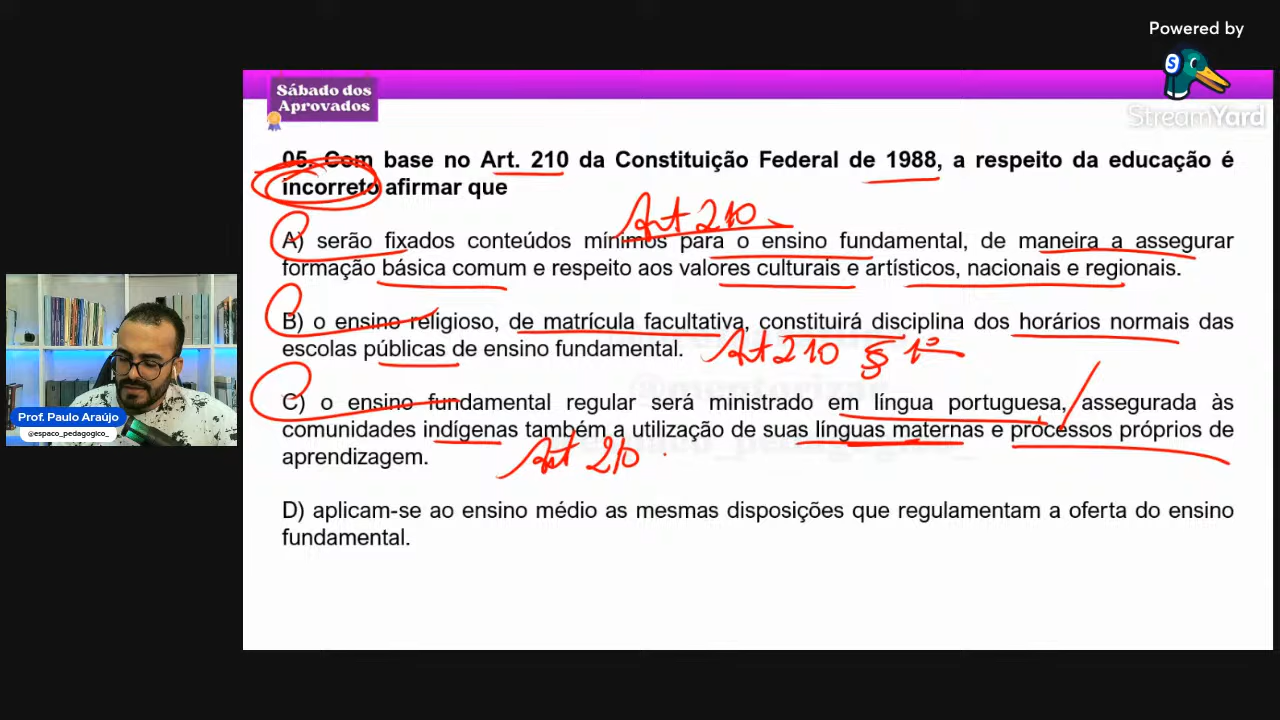 Powered by
StreamYard
Sábado dos
Aprovados
05. Com base no Art. 210 da Constituição Federal de 1988, a respeito da educação é
incorreto afirmar que
Art 210
A) serão fixados conteúdos mínimos para o ensino fundamental, de maneira a assegurar
formação básica comum e respeito aos valores culturais e artísticos, nacionais e regionais.
B) o ensino religioso, de matrícula facultativa, constituirá disciplina dos horários normais das
escolas públicas de ensino fundamental.
Art 210 § 1º
C) o ensino fundamental regular será ministrado em língua portuguesa, assegurada às
comunidades indígenas também a utilização de suas línguas maternas e processos próprios de
aprendizagem.
Art 210
D) aplicam-se ao ensino médio as mesmas disposições que regulamentam a oferta do ensino
fundamental.
Prof. Paulo Araújo
@espaco_pedagogico_